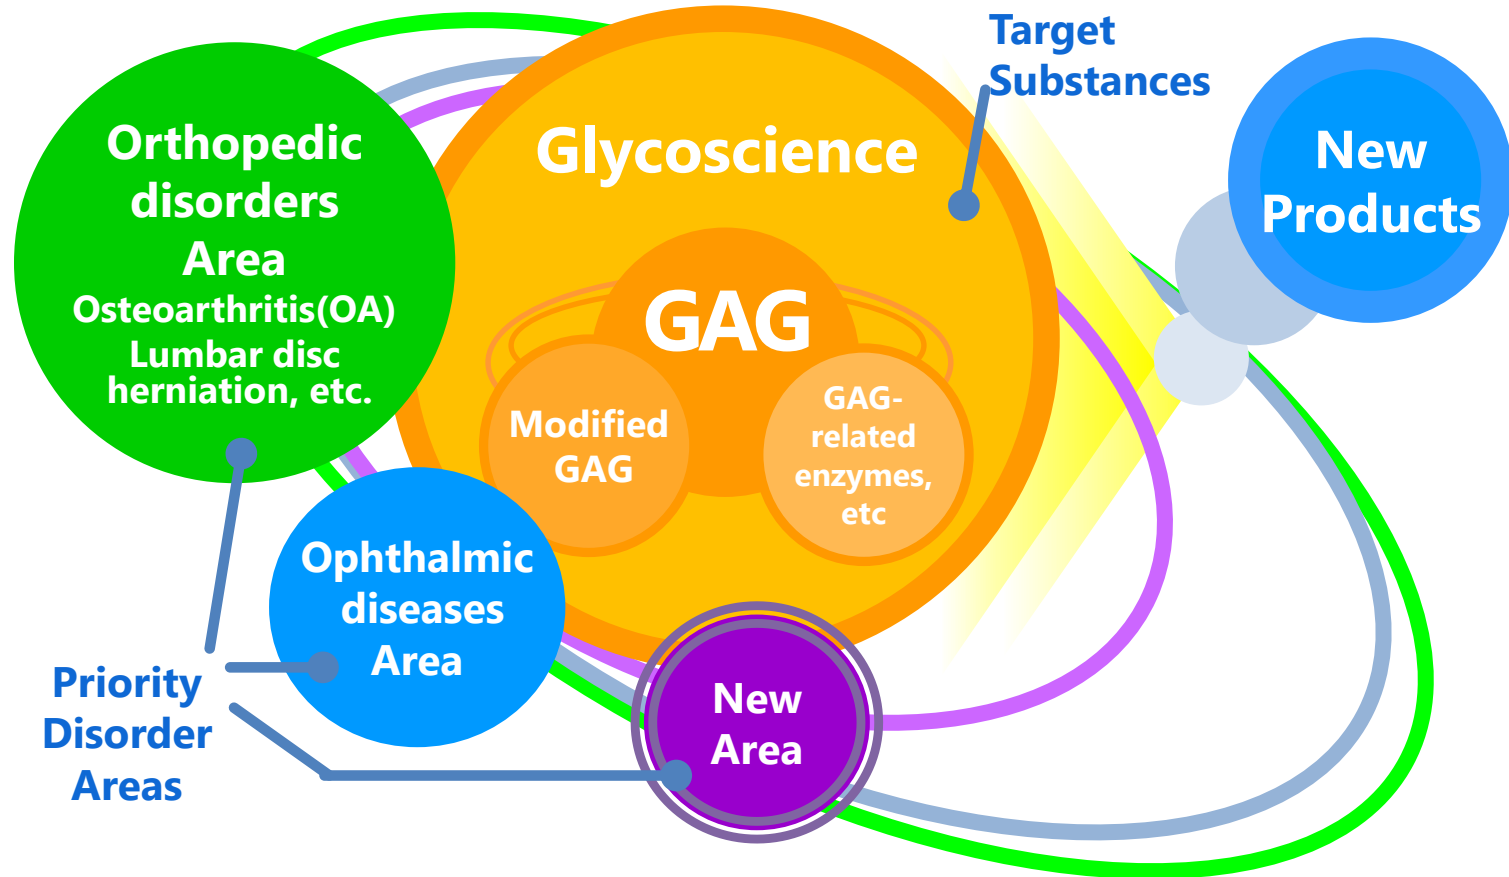 Target
Substances
New
Products
Glycoscience
Orthopedic
disorders
Area
Osteoarthritis(OA)
Lumbar disc
herniation, etc.
GAG
Modified
GAG
GAG-
related
enzymes,
etc
Ophthalmic
diseases
Area
New
Area
Priority
Disorder
Areas